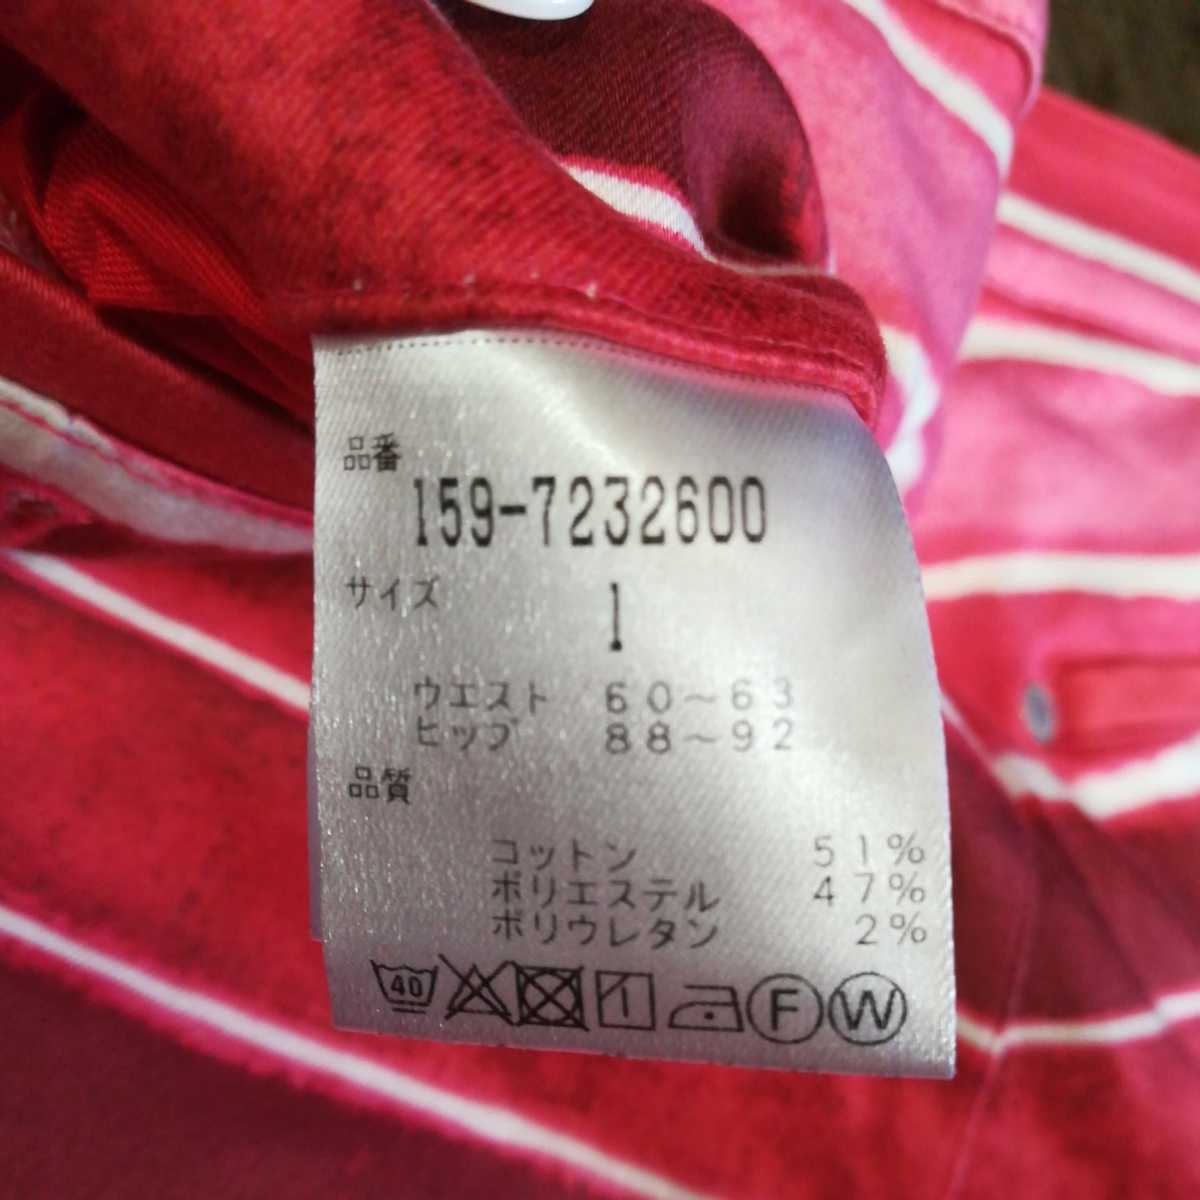 品番
159-7232600
サイズ 1
ウエスト 60～63
ヒップ 88～92
品質
コットン 51%
ポリエステル 47%
ポリウレタン 2%
40 F W